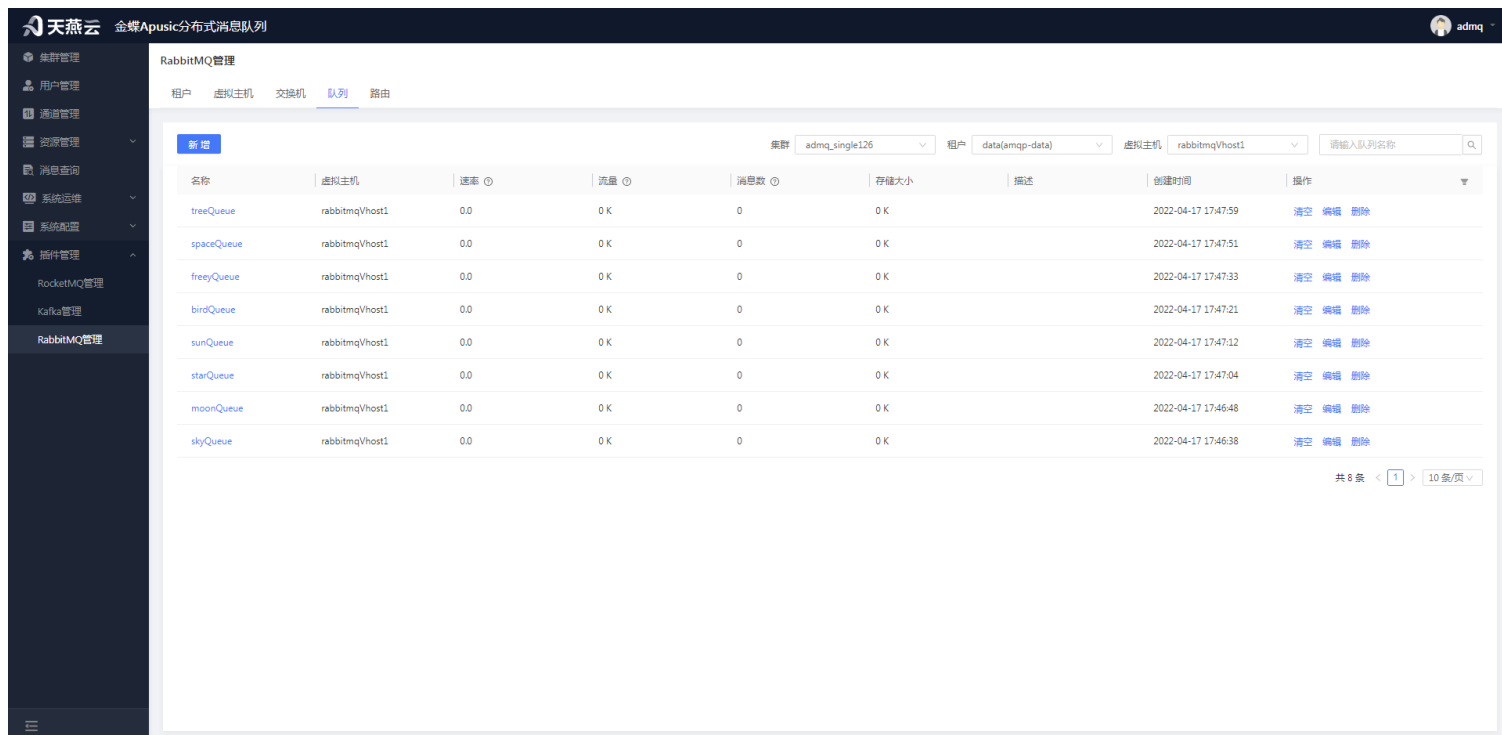 天燕云 金蝶Apusic分布式消息队列 admq
集群管理
用户管理
通道管理
资源管理
消息查询
系统运维
系统配置
插件管理
RocketMQ管理
Kafka管理
RabbitMQ管理
RabbitMQ管理
租户 虚拟主机 交换机 队列 路由
新增 集群 admq_single126 租户 data(amqp-data) 虚拟主机 rabbitmqVhost1 请输入队列名称
名称 虚拟主机 速率 流量 消息数 存储大小 描述 创建时间 操作
treeQueue rabbitmqVhost1 0.0 0 K 0 0 K 2022-04-17 17:47:59 清空 编辑 删除
spaceQueue rabbitmqVhost1 0.0 0 K 0 0 K 2022-04-17 17:47:51 清空 编辑 删除
freeyQueue rabbitmqVhost1 0.0 0 K 0 0 K 2022-04-17 17:47:33 清空 编辑 删除
birdQueue rabbitmqVhost1 0.0 0 K 0 0 K 2022-04-17 17:47:21 清空 编辑 删除
sunQueue rabbitmqVhost1 0.0 0 K 0 0 K 2022-04-17 17:47:12 清空 编辑 删除
starQueue rabbitmqVhost1 0.0 0 K 0 0 K 2022-04-17 17:47:04 清空 编辑 删除
moonQueue rabbitmqVhost1 0.0 0 K 0 0 K 2022-04-17 17:46:48 清空 编辑 删除
skyQueue rabbitmqVhost1 0.0 0 K 0 0 K 2022-04-17 17:46:38 清空 编辑 删除
共 8 条 < 1 > 10 条/页